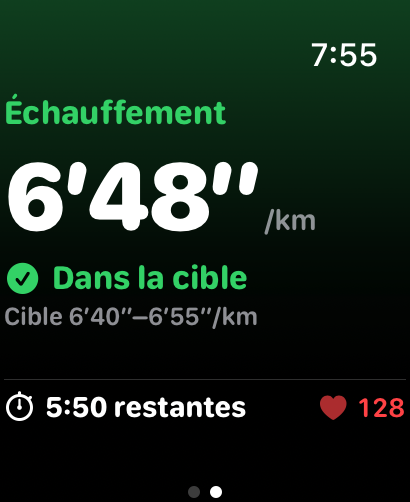 7:55
Échauffement
6′48″/km
Dans la cible
Cible 6′40″–6′55″/km
5:50 restantes 128